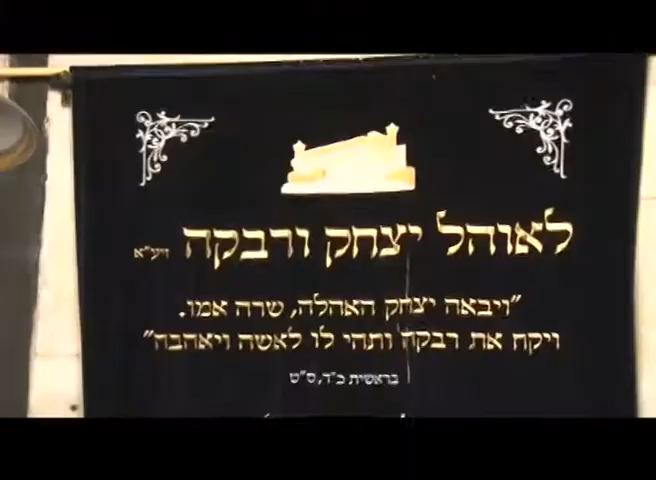 לאוהל יצחק ורבקה זיע"א
"ויבאה יצחק האהלה, שרה אמו.
ויקח את רבקה ותהי לו לאשה ויאהבה"
בראשית כ"ד,ס"ט